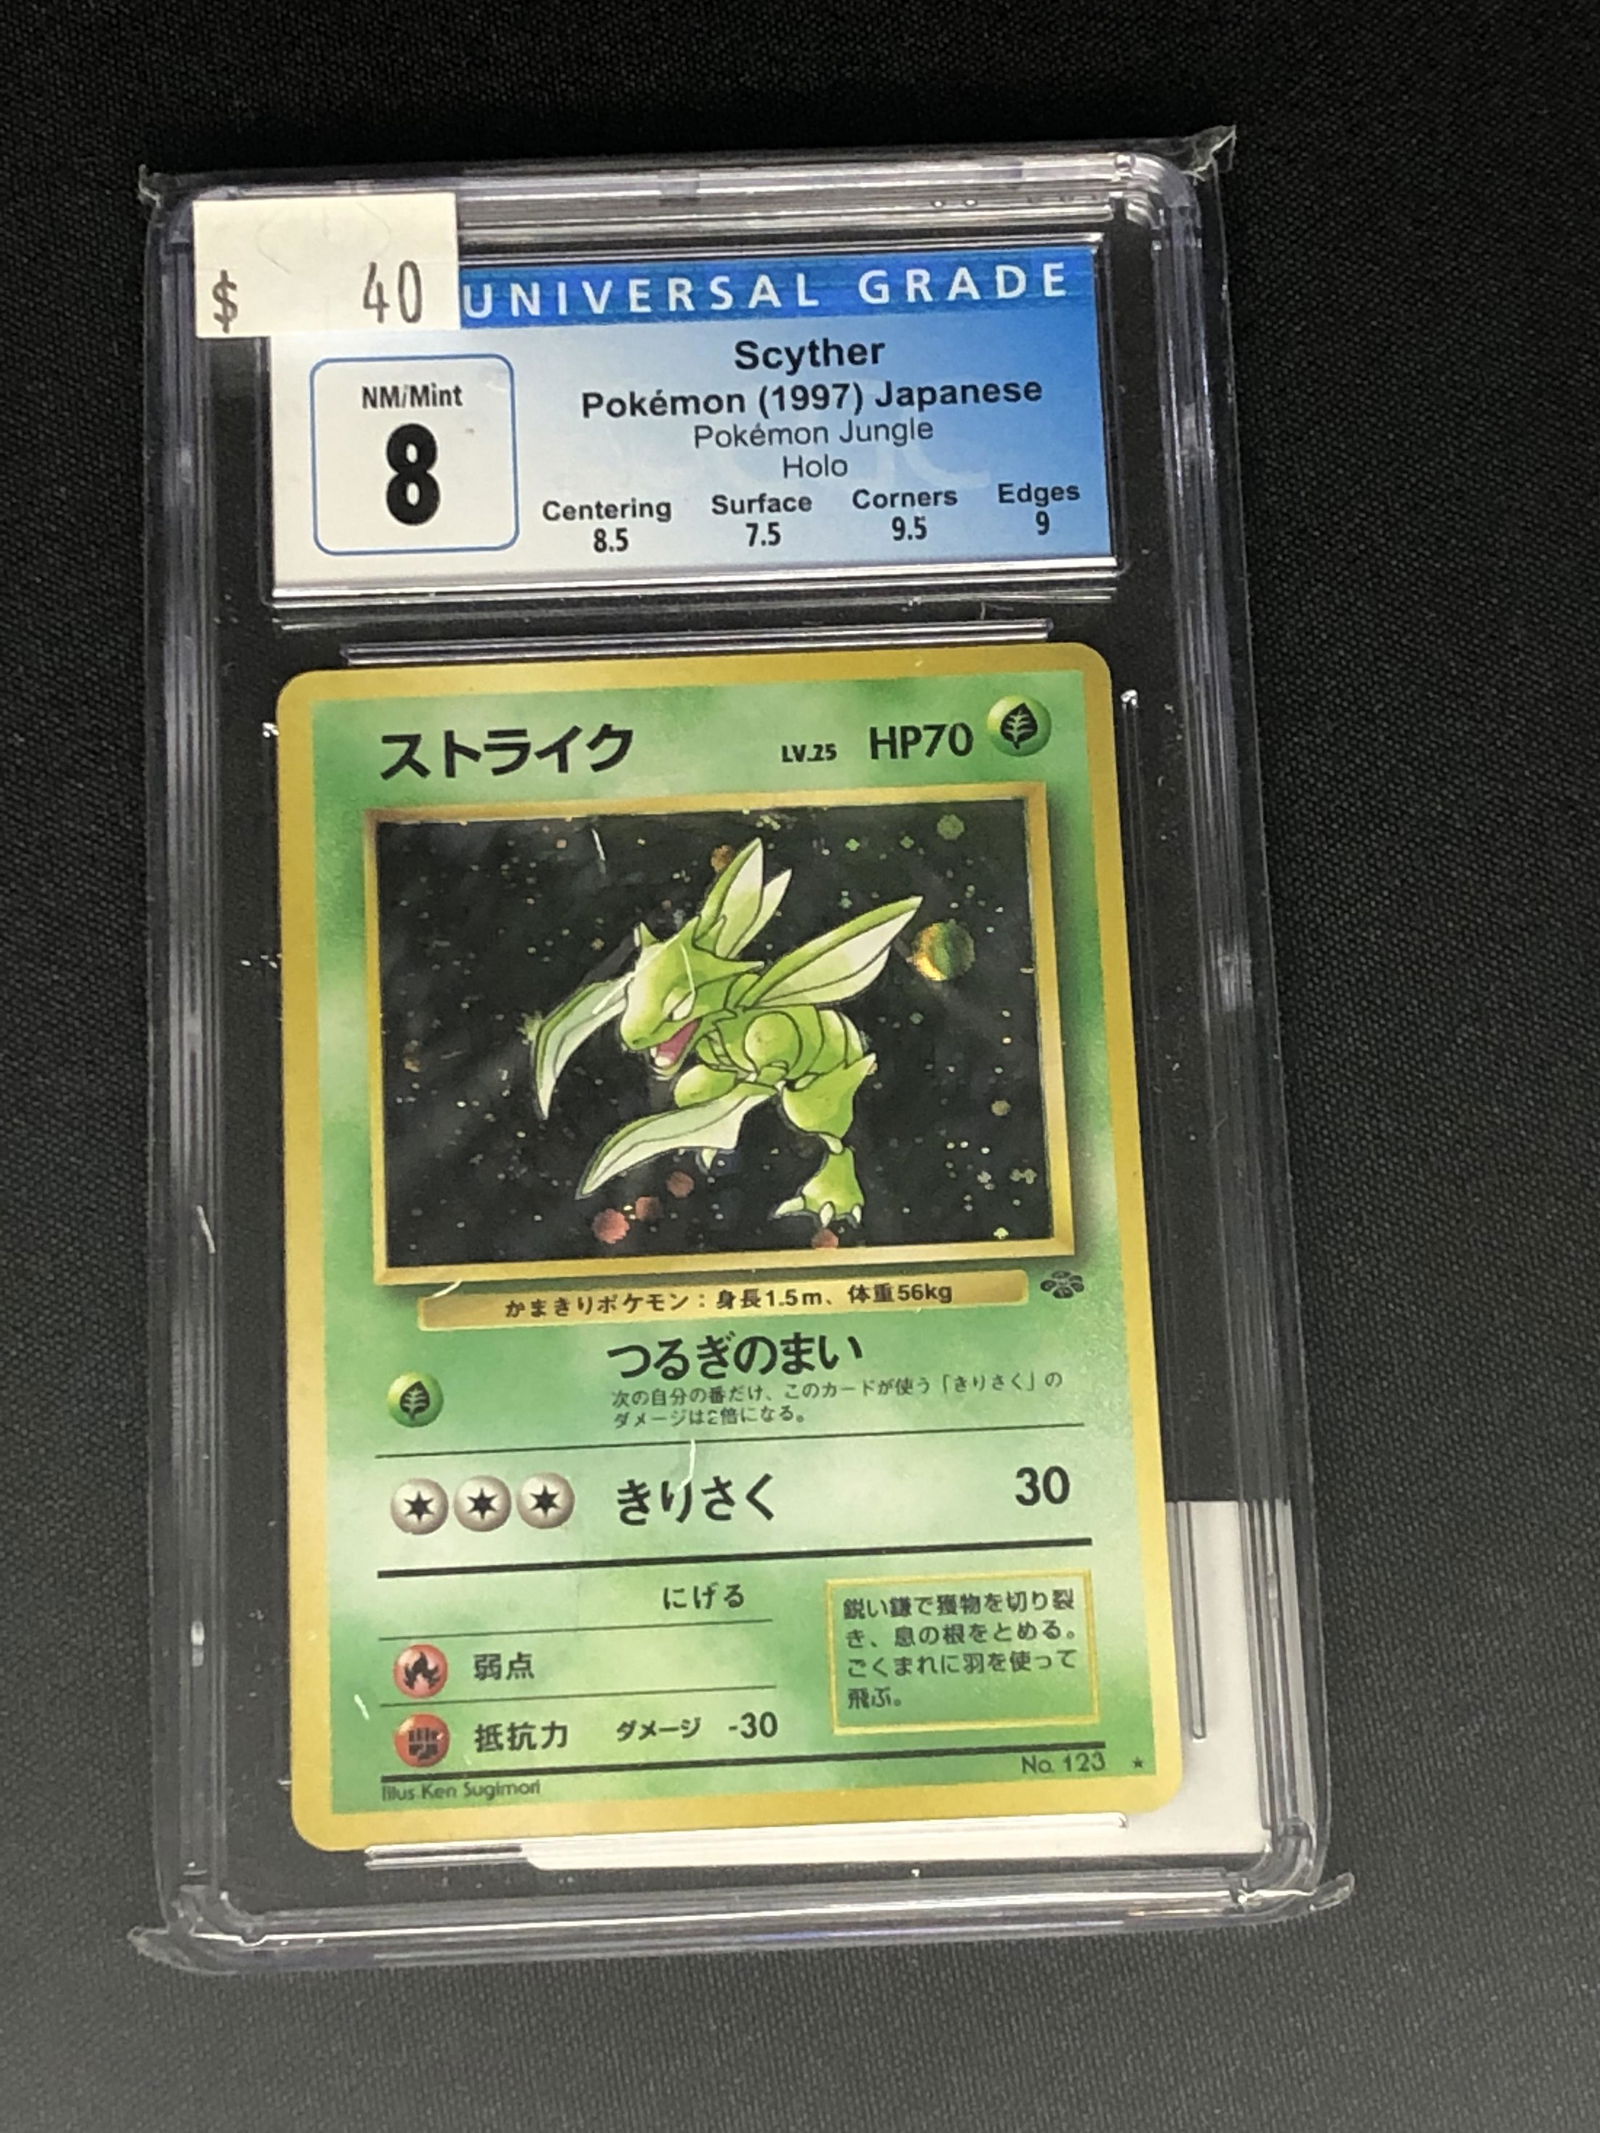 $ 40
UNIVERSAL GRADE
NM/Mint
8
Scyther
Pokémon (1997) Japanese
Pokémon Jungle
Holo
Centering Surface Corners Edges
8.5 7.5 9.5 9
ストライク LV.25 HP70
かまきりポケモン：身長1.5m、体重56kg
つるぎのまい
次の自分の番だけ、このカードが使う「きりさく」の
ダメージは2倍になる。
きりさく 30
にげる
弱点
抵抗力 ダメージ -30
鋭い鎌で獲物を切り裂
き、息の根をとめる。
ごくまれに羽を使って
飛ぶ。
Illus. Ken Sugimori
No. 123 ★